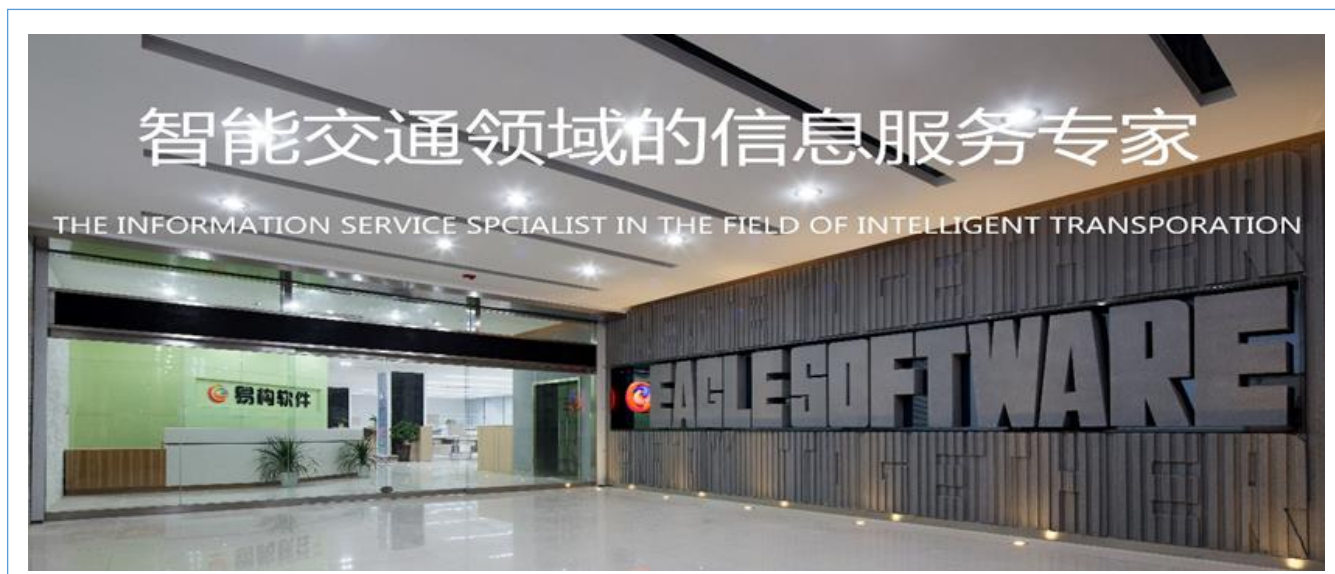 智能交通领域的信息服务专家
THE INFORMATION SERVICE SPCIALIST IN THE FIELD OF INTELLIGENT TRANSPORATION
易构软件
EAGLESOFTWARE